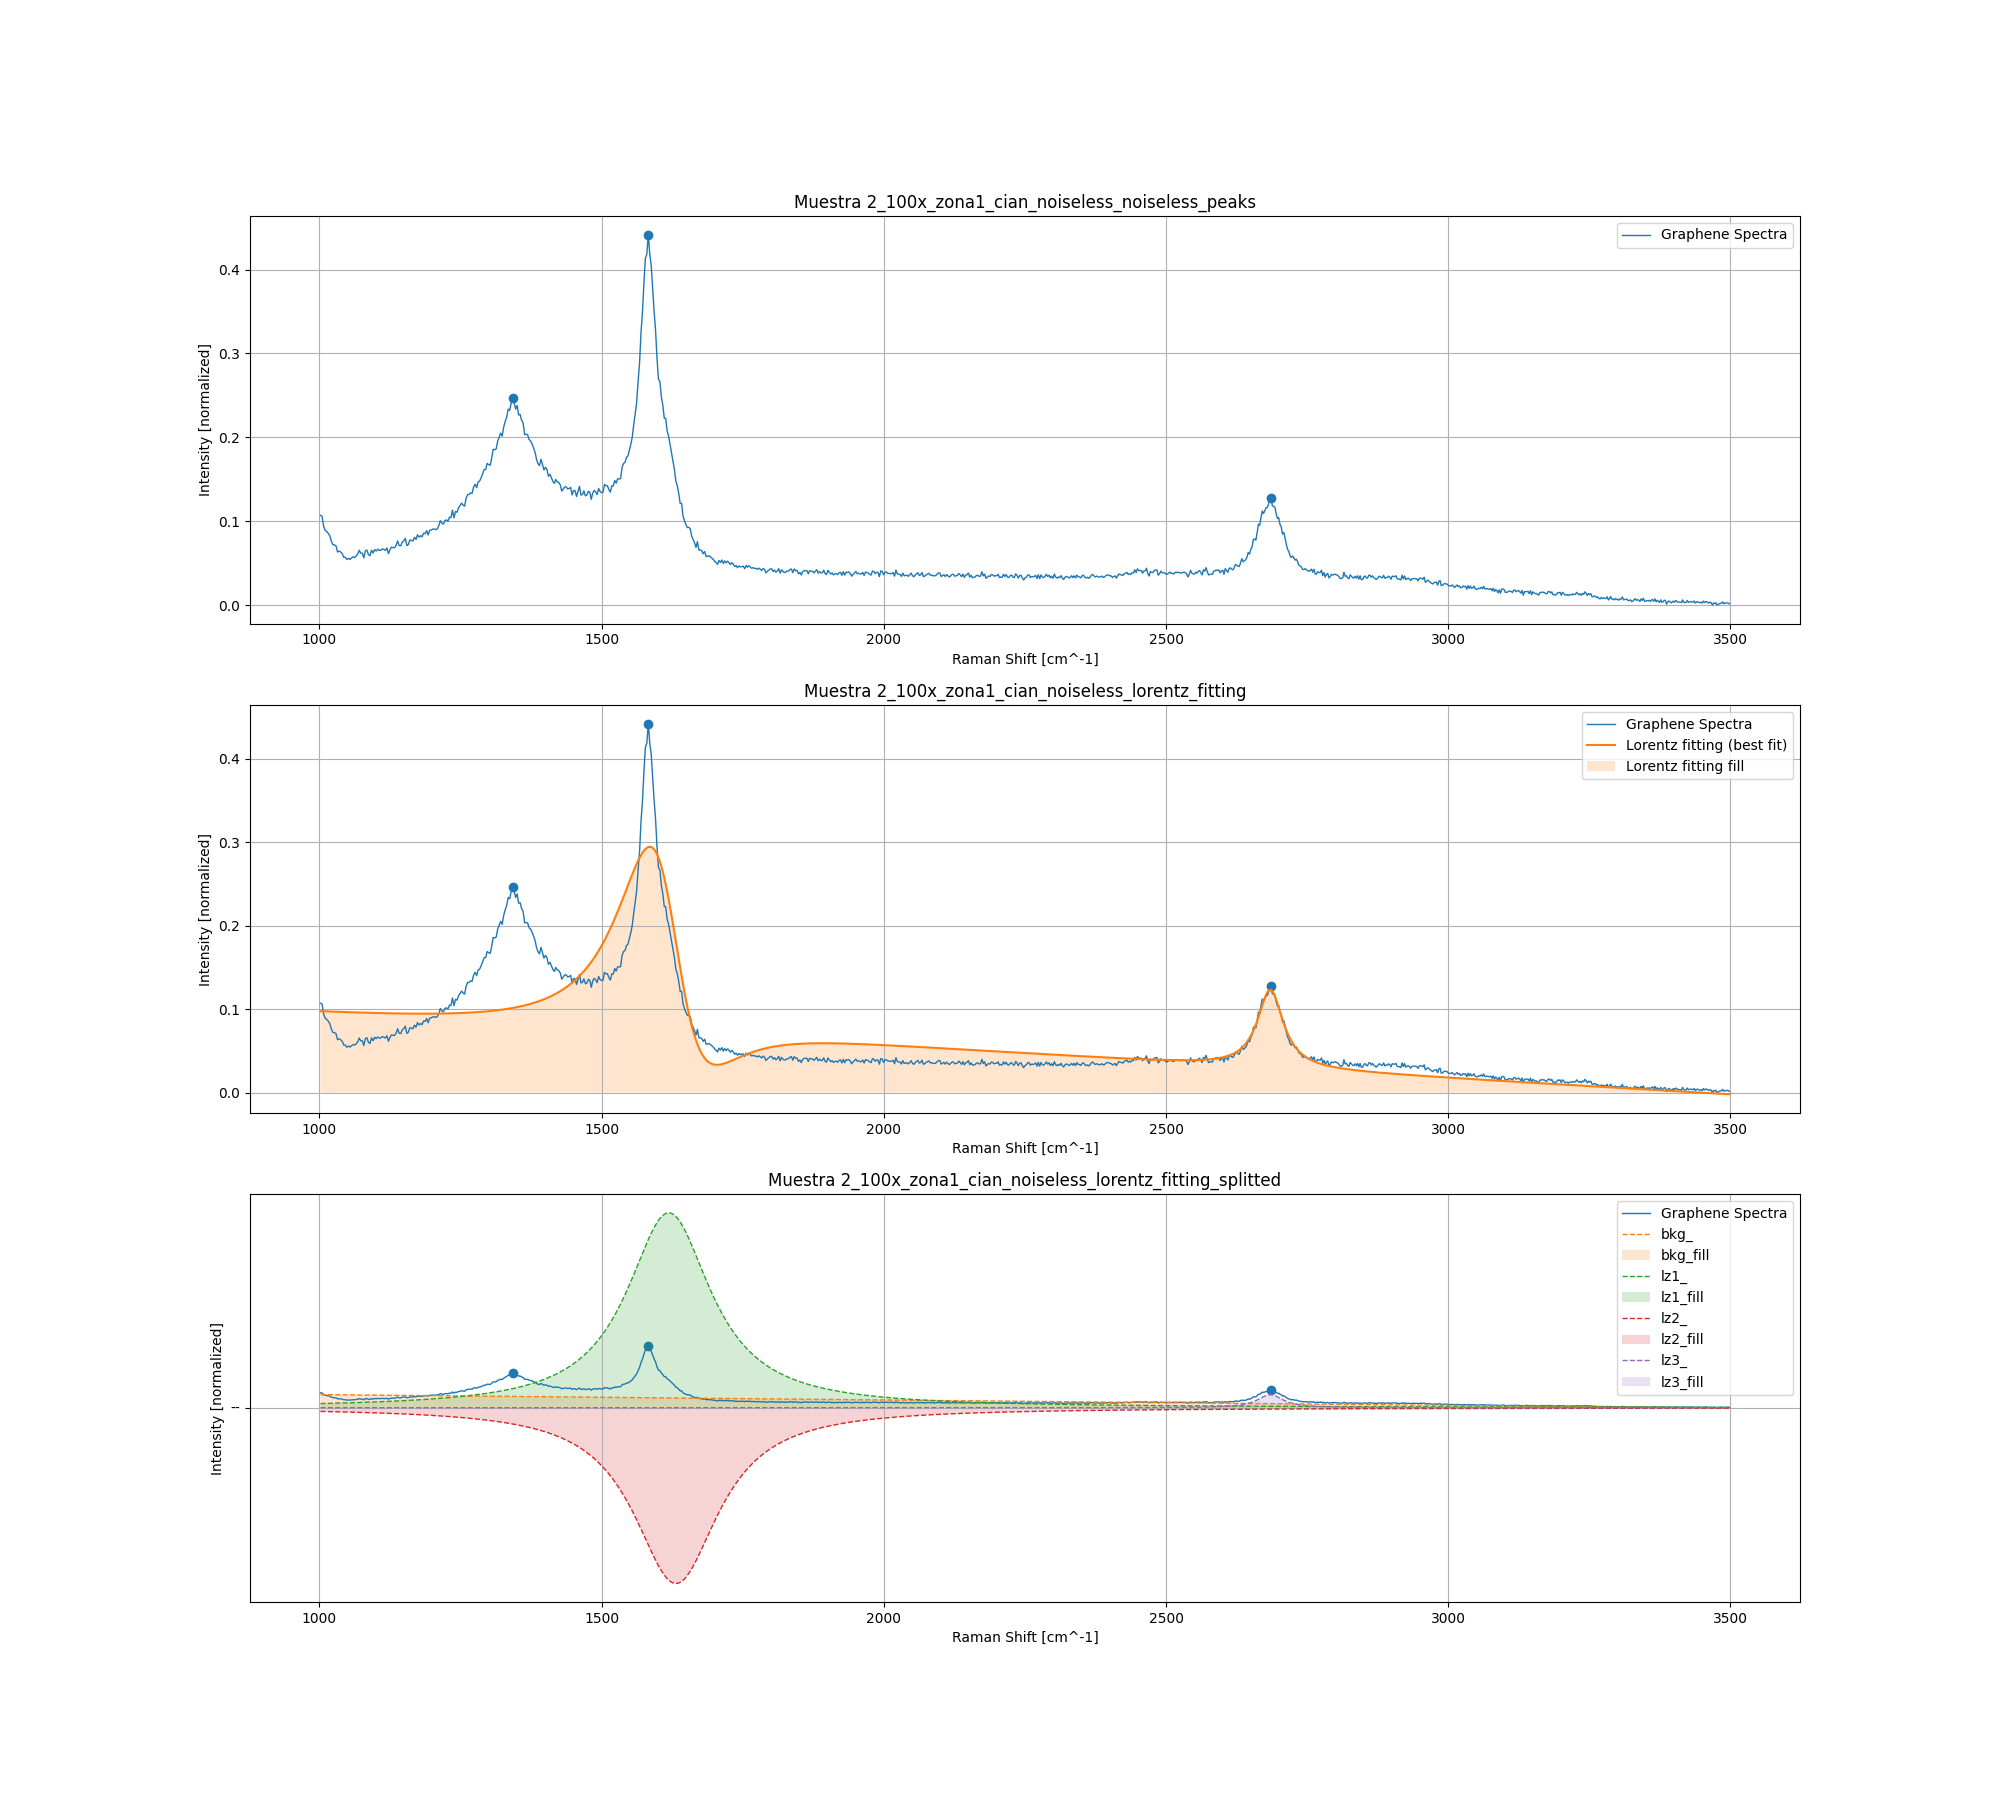 Muestra 2_100x_zona1_cian_noiseless_noiseless_peaks
Graphene Spectra
Intensity [normalized]
0.4
0.3
0.2
0.1
0.0
1000 1500 2000 2500 3000 3500
Raman Shift [cm^-1]
Muestra 2_100x_zona1_cian_noiseless_lorentz_fitting
Graphene Spectra
Lorentz fitting (best fit)
Lorentz fitting fill
Intensity [normalized]
0.4
0.3
0.2
0.1
0.0
1000 1500 2000 2500 3000 3500
Raman Shift [cm^-1]
Muestra 2_100x_zona1_cian_noiseless_lorentz_fitting_splitted
Graphene Spectra
bkg_
bkg_fill
lz1_
lz1_fill
lz2_
lz2_fill
lz3_
lz3_fill
Intensity [normalized]
--
1000 1500 2000 2500 3000 3500
Raman Shift [cm^-1]